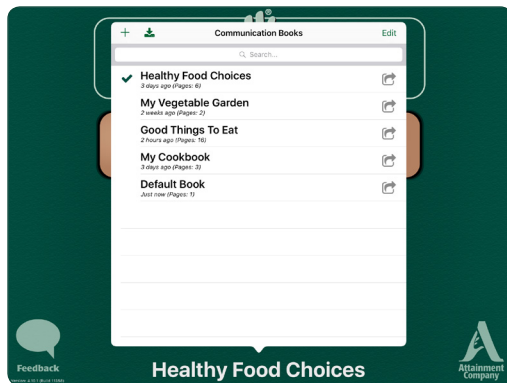 Communication Books
Edit
Search...
Healthy Food Choices
3 days ago (Pages: 6)
My Vegetable Garden
2 weeks ago (Pages: 2)
Good Things To Eat
2 hours ago (Pages: 16)
My Cookbook
3 days ago (Pages: 3)
Default Book
Just now (Pages: 1)
Feedback
Healthy Food Choices
Attainment
Company